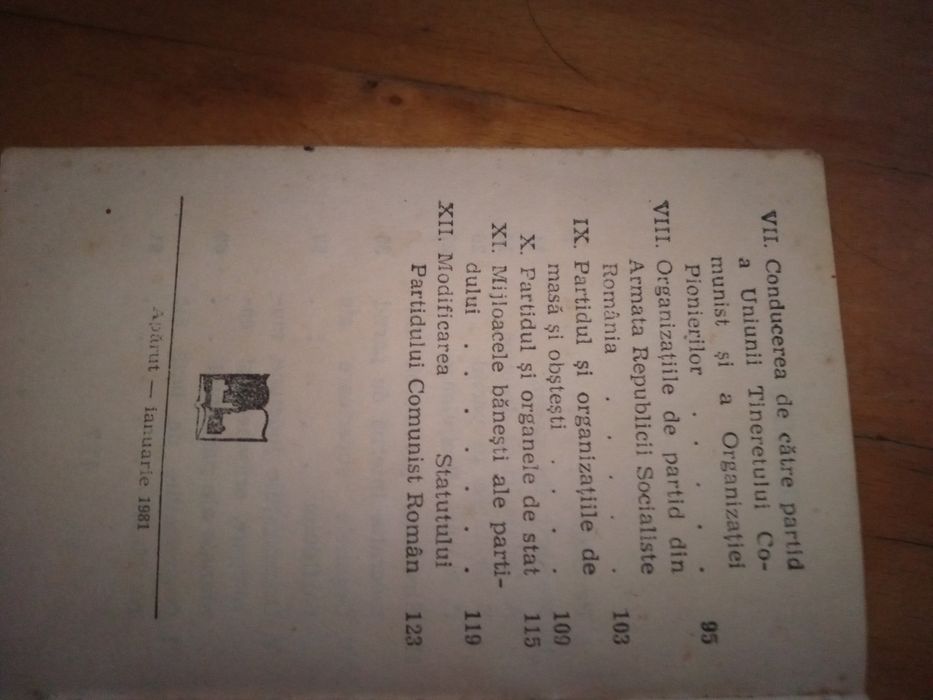 VII. Conducerea de către partid
a Uniunii Tineretului Co-
munist și a Organizației
Pionierilor . . . . . 95
VIII. Organizațiile de partid din
Armata Republicii Socialiste
România . . . . . 103
IX. Partidul și organizațiile de
masă și obștești . . . . 109
X. Partidul și organele de stat 115
XI. Mijloacele bănești ale parti-
dului . . . . . . . 119
XII. Modificarea Statutului
Partidului Comunist Român 123
Apărut — ianuarie 1981